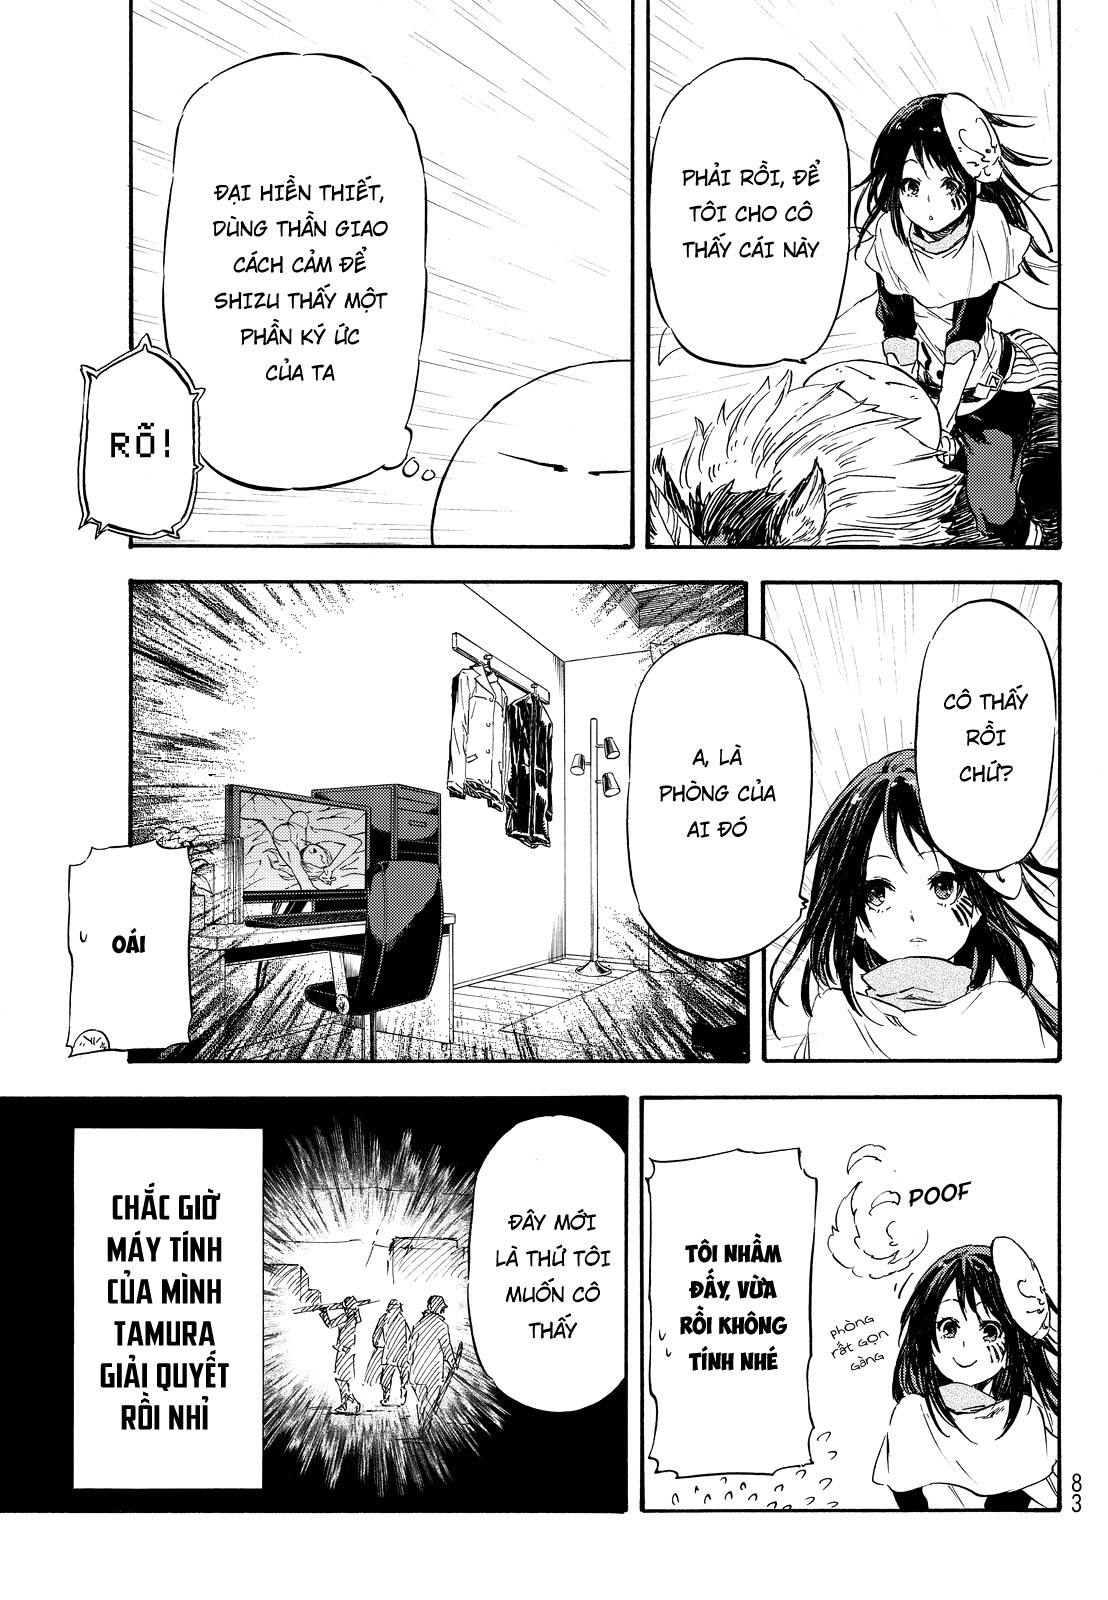 PHẢI RỒI, ĐỂ
TÔI CHO CÔ
THẤY CÁI NÀY
ĐẠI HIỀN THIẾT,
DÙNG THẦN GIAO
CÁCH CẢM ĐỂ
SHIZU THẤY MỘT
PHẦN KÝ ỨC
CỦA TA
RÕ!
CÔ THẤY
RỒI
CHỨ?
A, LÀ
PHÒNG CỦA
AI ĐÓ
OÁI
POOF
TÔI NHẦM
ĐẤY, VỪA
RỒI KHÔNG
TÍNH NHÉ
phòng
rất gọn
gàng
ĐÂY MỚI
LÀ THỨ TÔI
MUỐN CÔ
THẤY
CHẮC GIỜ
MÁY TÍNH
CỦA MÌNH
TAMURA
GIẢI QUYẾT
RỒI NHỈ
83